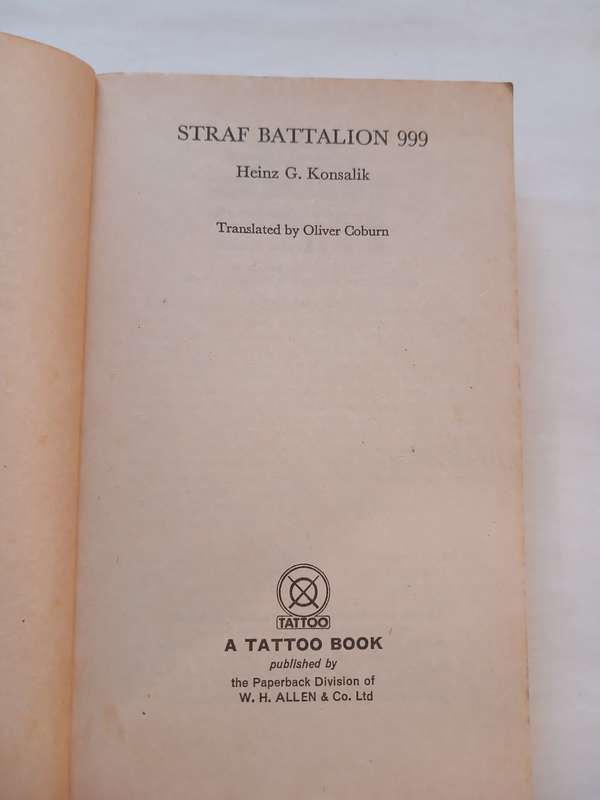 STRAF BATTALION 999
Heinz G. Konsalik
Translated by Oliver Coburn
TATTOO
A TATTOO BOOK
published by
the Paperback Division of
W. H. ALLEN & Co. Ltd